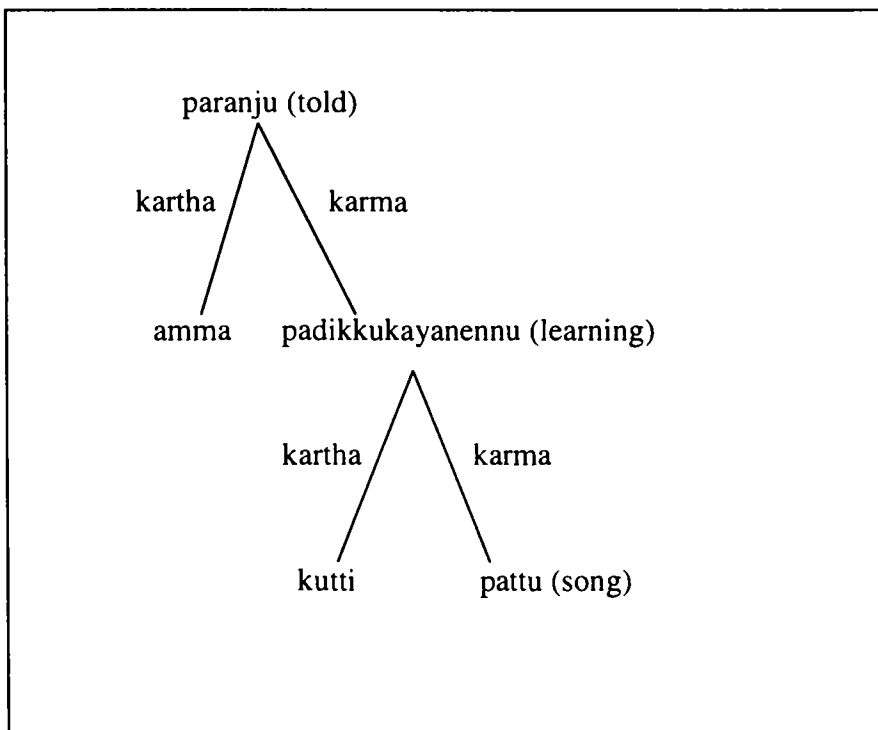 paranju (told)
kartha karma
amma padikkukayanennu (learning)
kartha karma
kutti pattu (song)